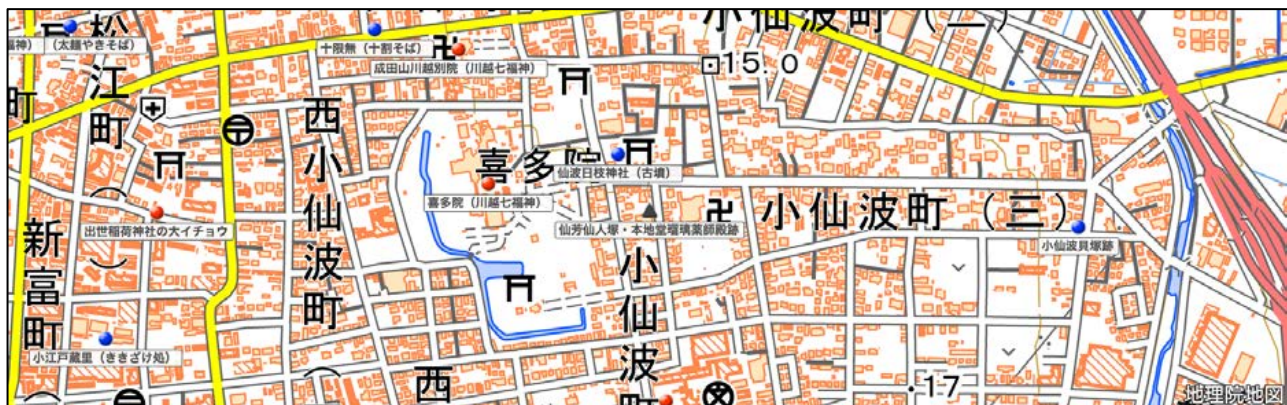 小仙波町(二)
松江町(
福神)
(太麺やきそば)
十限無(十割そば)
成田山川越別院(川越七福神)
15.0
町
西小仙波町(
喜多院
仙波日枝神社(古墳)
喜多院(川越七福神)
仙芳仙人塚・本地堂瑠璃薬師殿跡
小仙波町(三)
小仙波貝塚跡
出世稲荷神社の大イチョウ
新富町(
小仙波町
小江戸蔵里(ききざけ処)
西
17
地理院地図